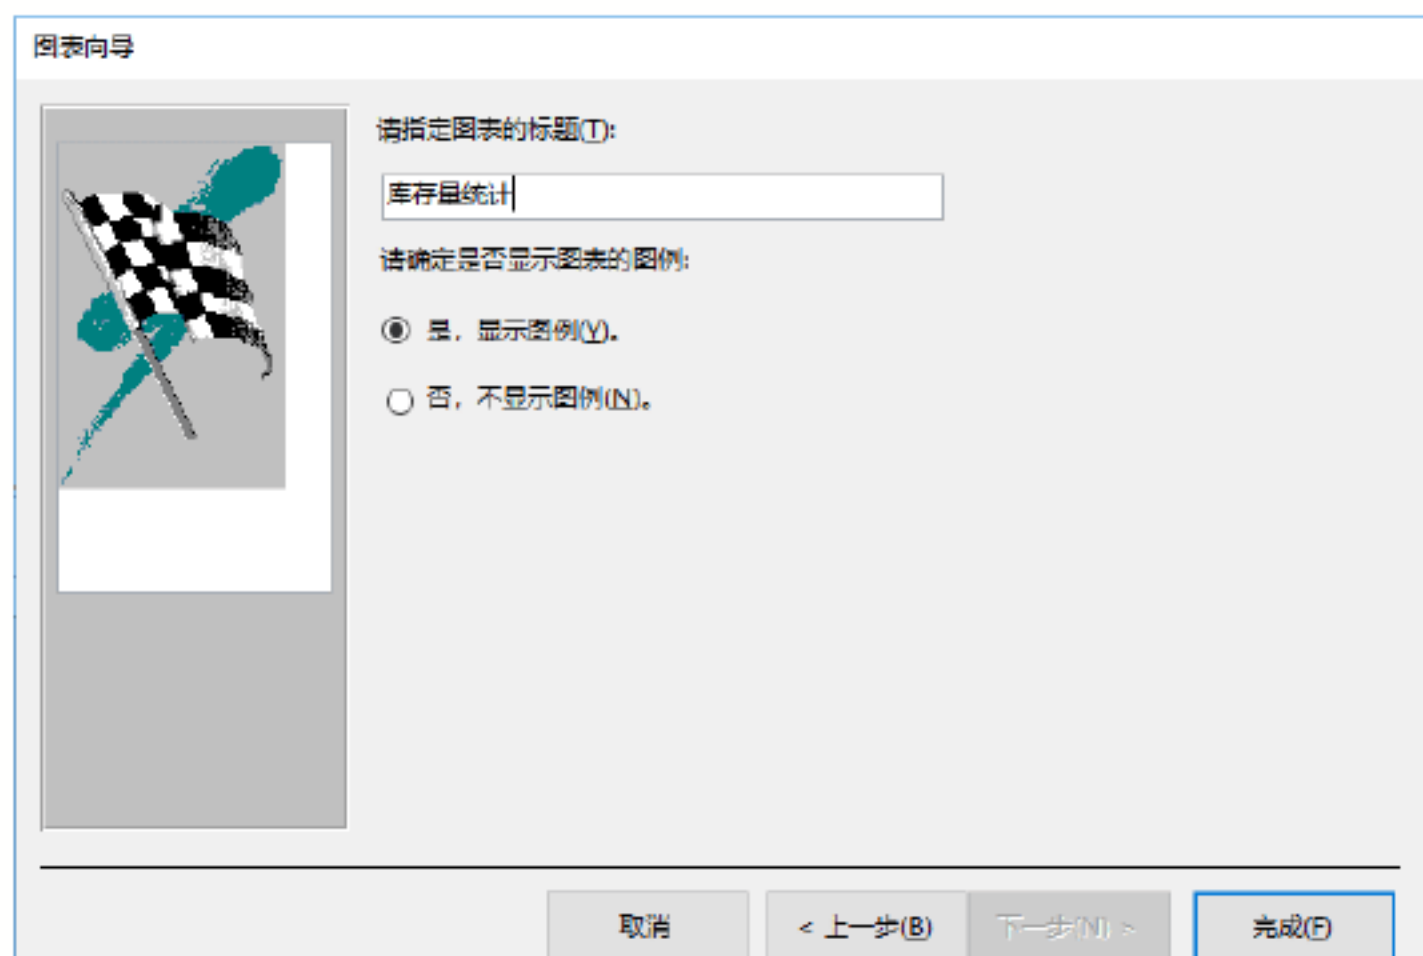 图表向导
请指定图表的标题(T):
库存量统计
请确定是否显示图表的图例:
是，显示图例(Y)。
否，不显示图例(N)。
取消
< 上一步(B)
下一步(N) >
完成(F)